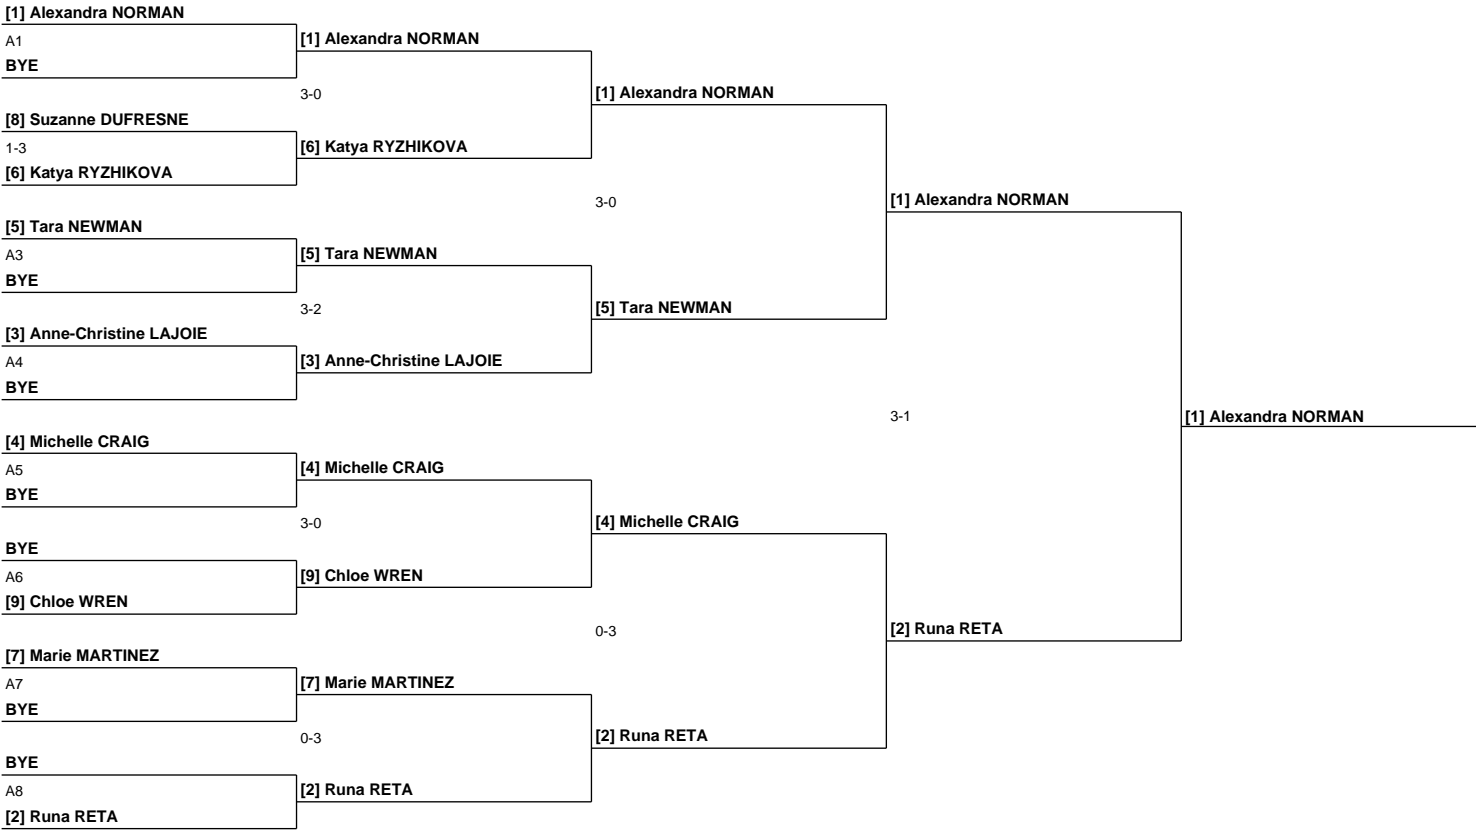 [1] Alexandra NORMAN
A1
BYE
[8] Suzanne DUFRESNE
1-3
[6] Katya RYZHIKOVA
[5] Tara NEWMAN
A3
BYE
[3] Anne-Christine LAJOIE
A4
BYE
[4] Michelle CRAIG
A5
BYE
BYE
A6
[9] Chloe WREN
[7] Marie MARTINEZ
A7
BYE
BYE
A8
[2] Runa RETA
[1] Alexandra NORMAN
3-0
[6] Katya RYZHIKOVA
[5] Tara NEWMAN
3-2
[3] Anne-Christine LAJOIE
[4] Michelle CRAIG
3-0
[9] Chloe WREN
[7] Marie MARTINEZ
0-3
[2] Runa RETA
[1] Alexandra NORMAN
3-0
[5] Tara NEWMAN
[4] Michelle CRAIG
0-3
[2] Runa RETA
[1] Alexandra NORMAN
3-1
[2] Runa RETA
[1] Alexandra NORMAN